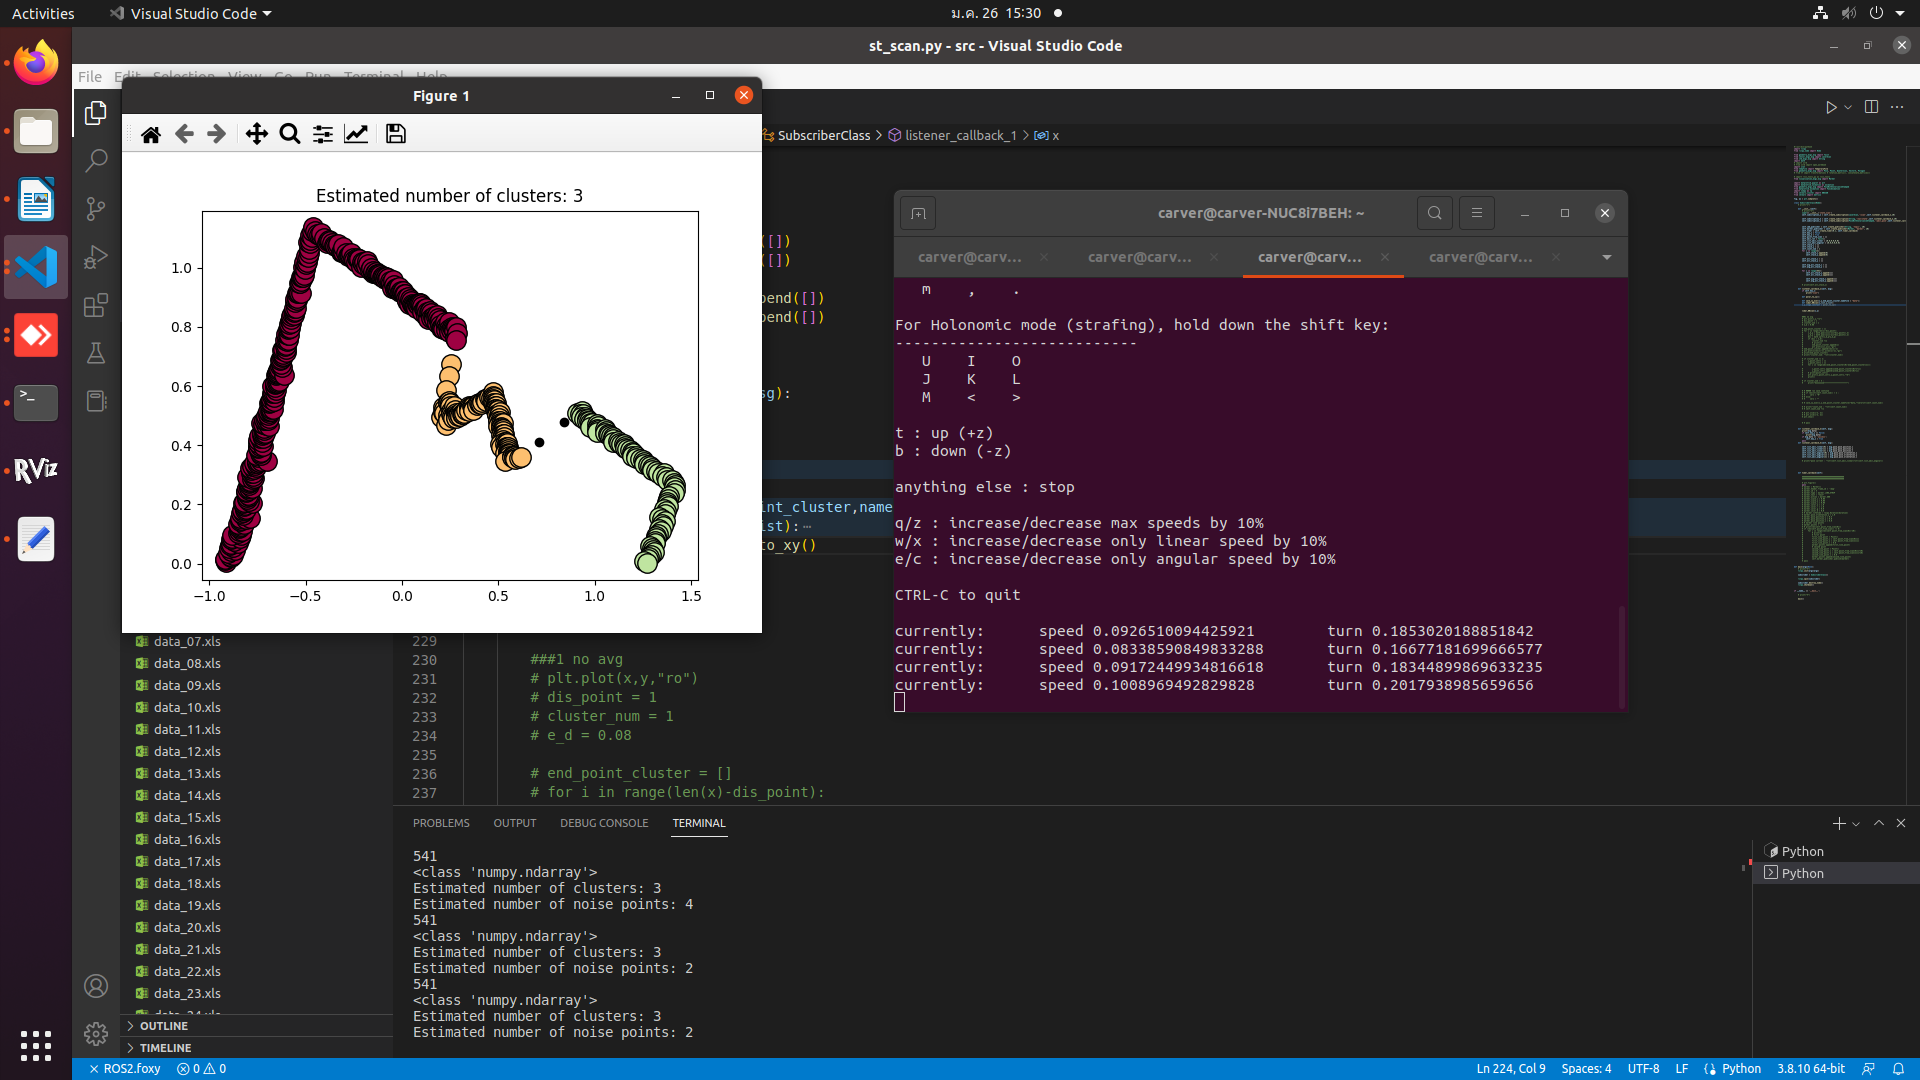 Activities
Visual Studio Code
ม.ค. 26 15:30
st_scan.py - src - Visual Studio Code
File Edit Selection View Go Run Terminal Help
Figure 1
SubscriberClass > listener_callback_1 > x
Estimated number of clusters: 3
1.0
0.8
0.6
0.4
0.2
0.0
−1.0 −0.5 0.0 0.5 1.0 1.5
([])
([])
pend([])
pend([])
sg):
int_cluster,name
ist):
to_xy()
carver@carver-NUC8i7BEH: ~
carver@carv...
carver@carv...
carver@carv...
carver@carv...
m , .
For Holonomic mode (strafing), hold down the shift key:
---------------------------
U I O
J K L
M < >
t : up (+z)
b : down (-z)
anything else : stop
q/z : increase/decrease max speeds by 10%
w/x : increase/decrease only linear speed by 10%
e/c : increase/decrease only angular speed by 10%
CTRL-C to quit
currently: speed 0.0926510094425921 turn 0.1853020188851842
currently: speed 0.08338590849833288 turn 0.16677181699666577
currently: speed 0.09172449934816618 turn 0.18344899869633235
currently: speed 0.1008969492829828 turn 0.2017938985659656
RViz
data_07.xls
data_08.xls
data_09.xls
data_10.xls
data_11.xls
data_12.xls
data_13.xls
data_14.xls
data_15.xls
data_16.xls
data_17.xls
data_18.xls
data_19.xls
data_20.xls
data_21.xls
data_22.xls
data_23.xls
OUTLINE
TIMELINE
229
230 ###1 no avg
231 # plt.plot(x,y,"ro")
232 # dis_point = 1
233 # cluster_num = 1
234 # e_d = 0.08
235
236 # end_point_cluster = []
237 # for i in range(len(x)-dis_point):
PROBLEMS OUTPUT DEBUG CONSOLE TERMINAL
541
<class 'numpy.ndarray'>
Estimated number of clusters: 3
Estimated number of noise points: 4
541
<class 'numpy.ndarray'>
Estimated number of clusters: 3
Estimated number of noise points: 2
541
<class 'numpy.ndarray'>
Estimated number of clusters: 3
Estimated number of noise points: 2
Python
Python
ROS2.foxy 0 0
Ln 224, Col 9 Spaces: 4 UTF-8 LF Python 3.8.10 64-bit